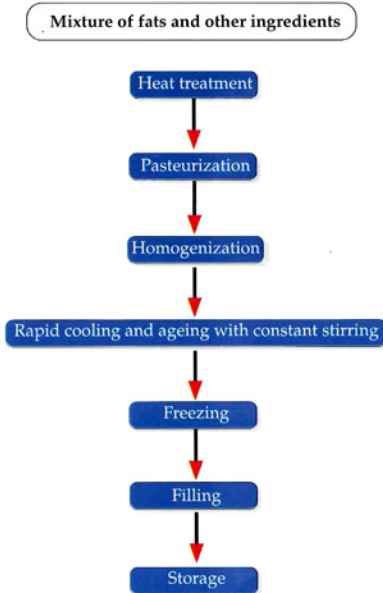 Mixture of fats and other ingredients
Heat treatment
Pasteurization
Homogenization
Rapid cooling and ageing with constant stirring
Freezing
Filling
Storage